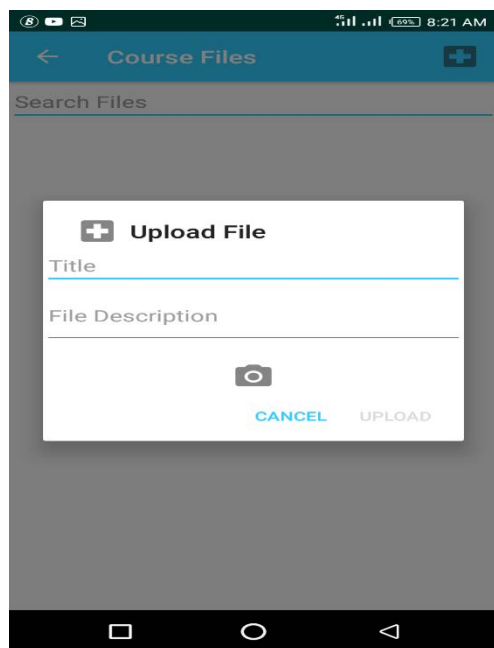 69% 8:21 AM
Course Files
Search Files
Upload File
Title
File Description
CANCEL UPLOAD